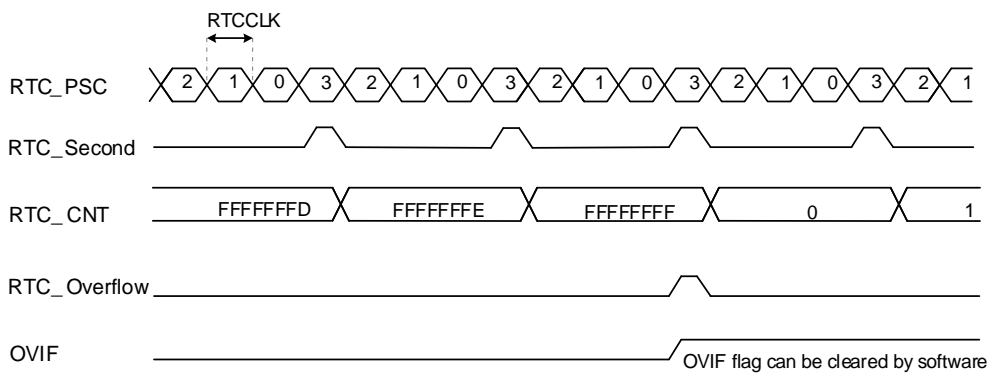 RTCCLK
RTC_PSC 2 1 0 3 2 1 0 3 2 1 0 3 2 1 0 3 2 1
RTC_Second
RTC_CNT FFFFFFFD FFFFFFFE FFFFFFFF 0 1
RTC_Overflow
OVIF OVIF flag can be cleared by software